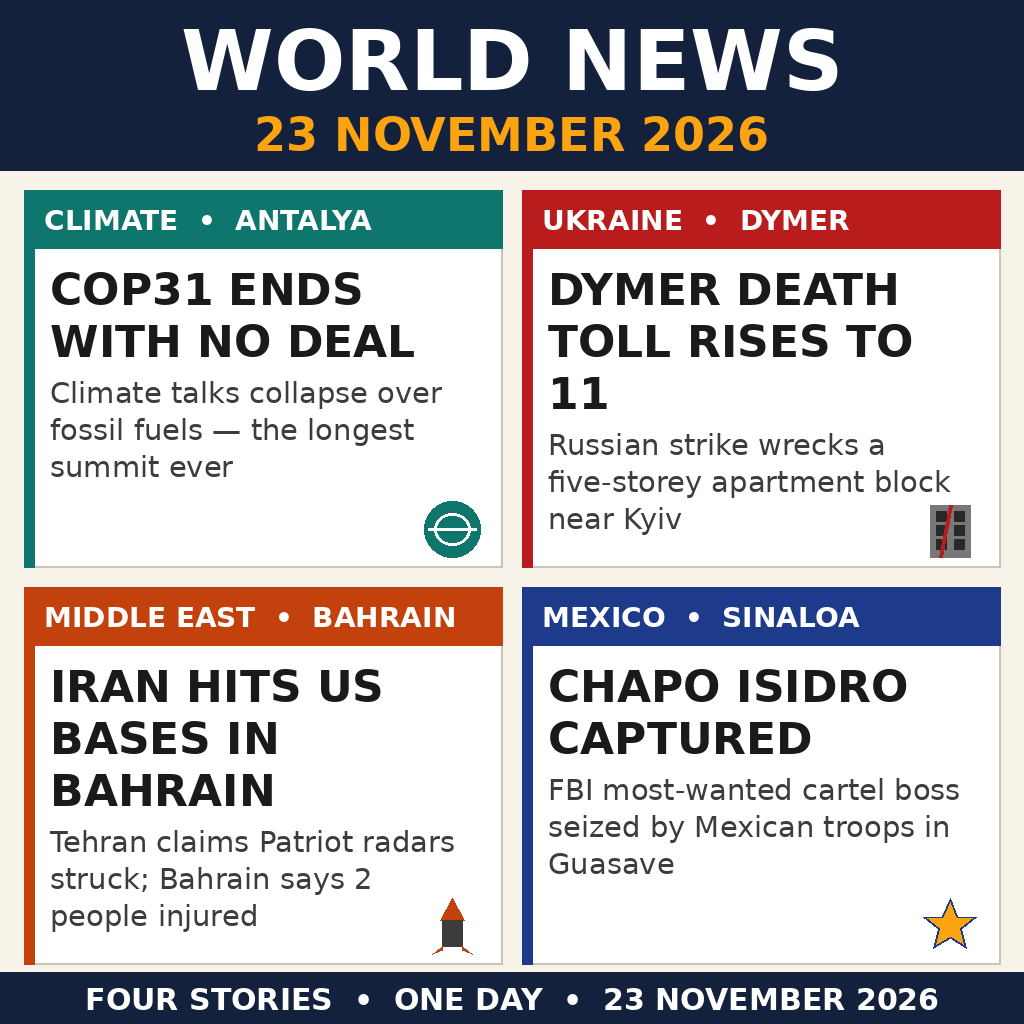 WORLD NEWS
23 NOVEMBER 2026
CLIMATE • ANTALYA
COP31 ENDS
WITH NO DEAL
Climate talks collapse over
fossil fuels — the longest
summit ever
UKRAINE • DYMER
DYMER DEATH
TOLL RISES TO
11
Russian strike wrecks a
five-storey apartment block
near Kyiv
MIDDLE EAST • BAHRAIN
IRAN HITS US
BASES IN
BAHRAIN
Tehran claims Patriot radars
struck; Bahrain says 2
people injured
MEXICO • SINALOA
CHAPO ISIDRO
CAPTURED
FBI most-wanted cartel boss
seized by Mexican troops in
Guasave
FOUR STORIES • ONE DAY • 23 NOVEMBER 2026